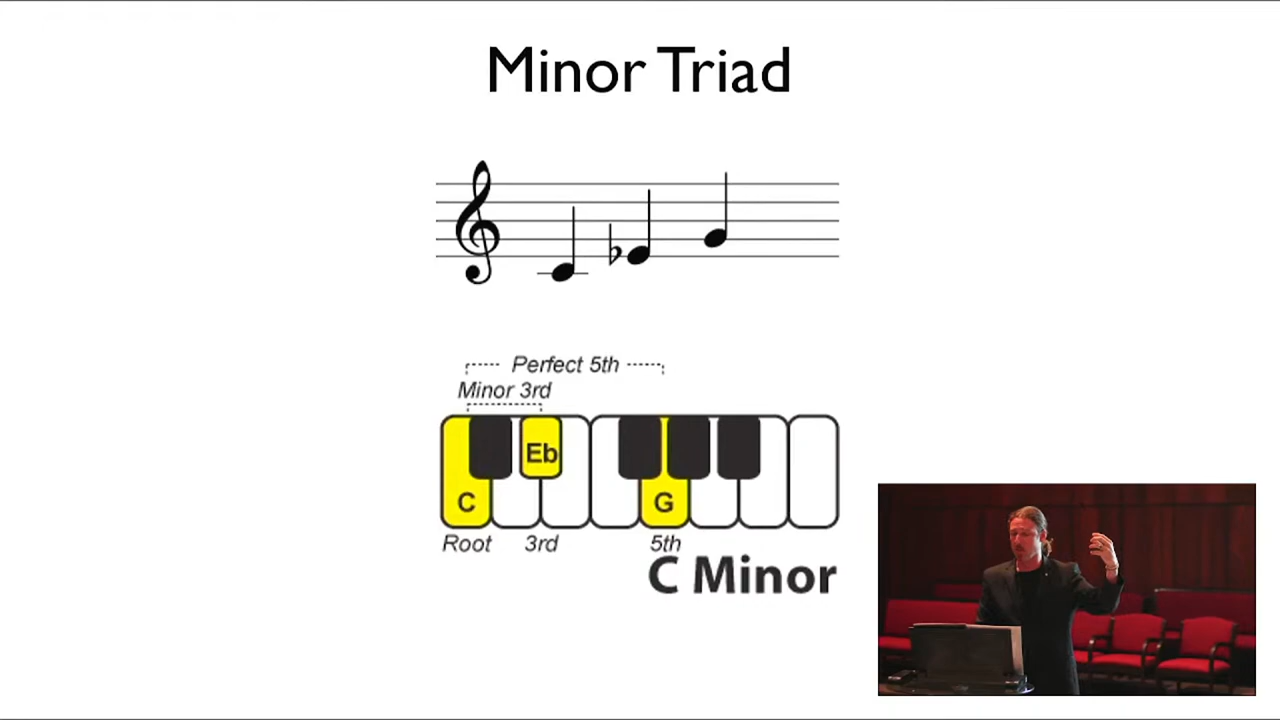 Minor Triad
Perfect 5th
Minor 3rd
Eb
C G
Root 3rd 5th
C Minor